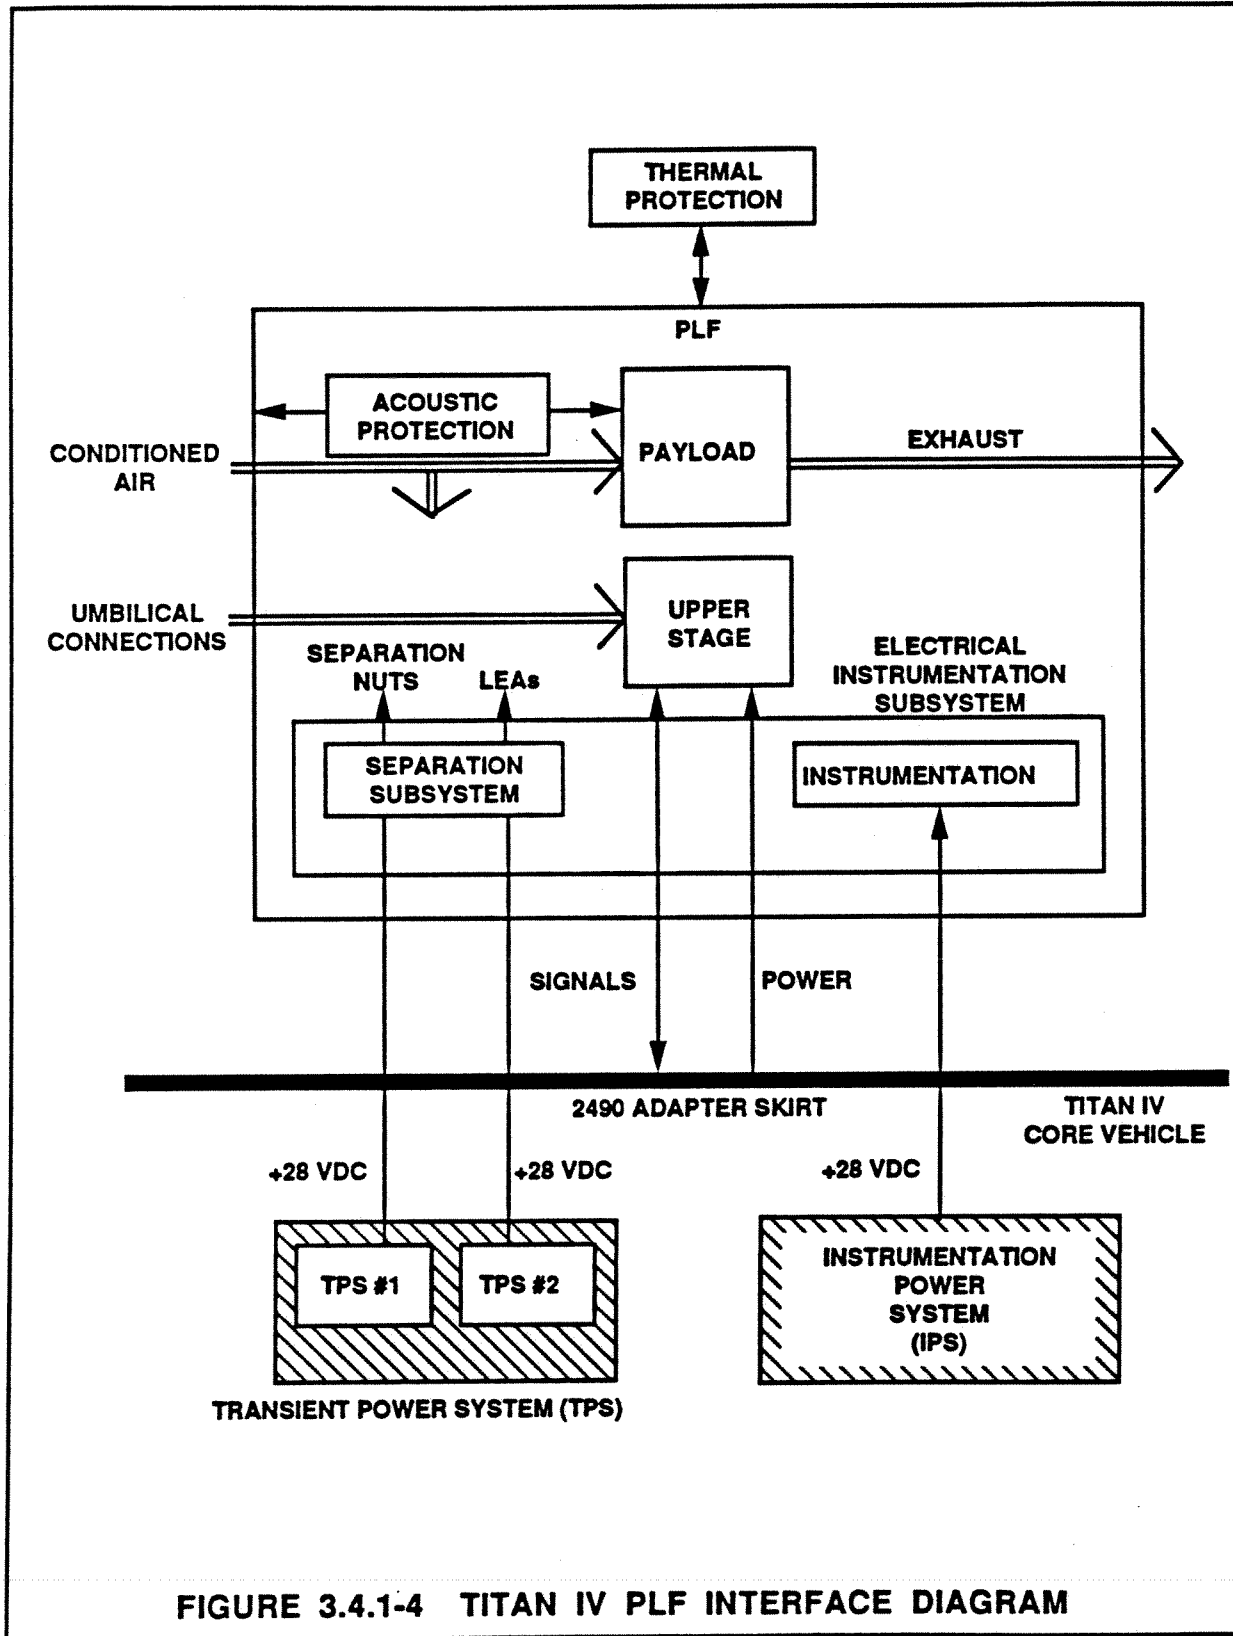 THERMAL
PROTECTION
PLF
ACOUSTIC
PROTECTION
CONDITIONED
AIR
PAYLOAD
EXHAUST
UMBILICAL
CONNECTIONS
UPPER
STAGE
SEPARATION
NUTS
LEAs
ELECTRICAL
INSTRUMENTATION
SUBSYSTEM
SEPARATION
SUBSYSTEM
INSTRUMENTATION
SIGNALS
POWER
2490 ADAPTER SKIRT
TITAN IV
CORE VEHICLE
+28 VDC
+28 VDC
+28 VDC
TPS #1
TPS #2
INSTRUMENTATION
POWER
SYSTEM
(IPS)
TRANSIENT POWER SYSTEM (TPS)
FIGURE 3.4.1-4 TITAN IV PLF INTERFACE DIAGRAM